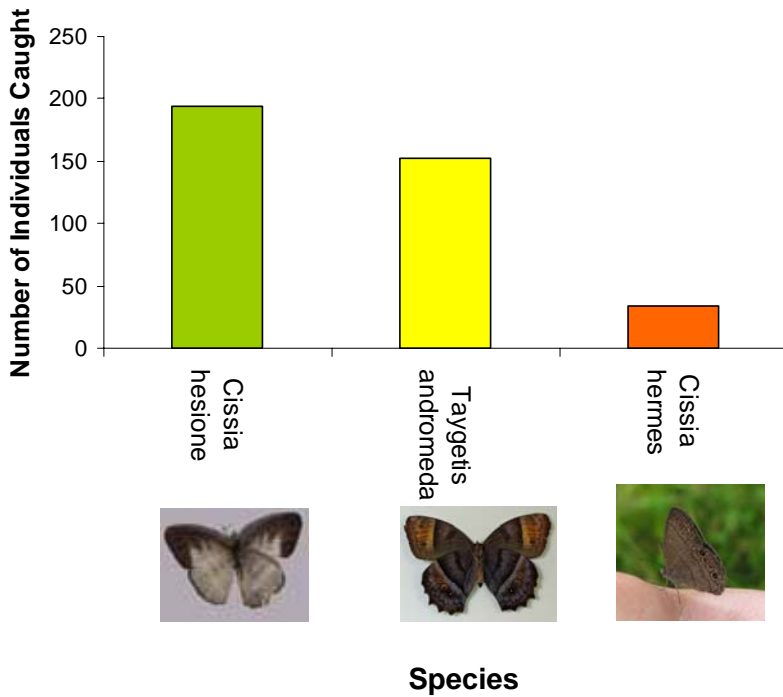 Number of Individuals Caught
250
200
150
100
50
0
Cissia
hesione
Taygetis
andromeda
Cissia
hermes
Species